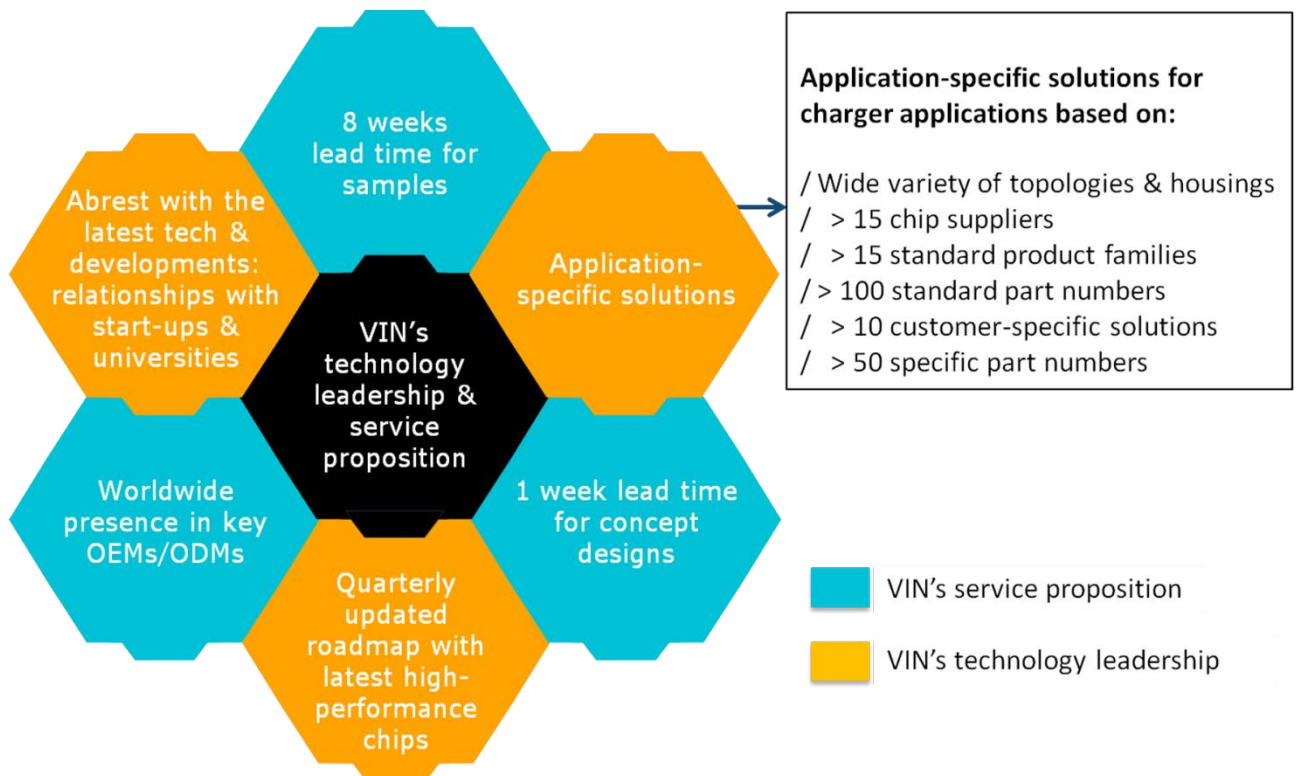 8 weeks
lead time for
samples
Abrest with the
latest tech &
developments:
relationships with
start-ups &
universities
Application-
specific solutions
VIN's
technology
leadership &
service
proposition
Worldwide
presence in key
OEMs/ODMs
1 week lead time
for concept
designs
Quarterly
updated
roadmap with
latest high-
performance
chips
Application-specific solutions for
charger applications based on:
/ Wide variety of topologies & housings
/ > 15 chip suppliers
/ > 15 standard product families
/ > 100 standard part numbers
/ > 10 customer-specific solutions
/ > 50 specific part numbers
VIN's service proposition
VIN's technology leadership